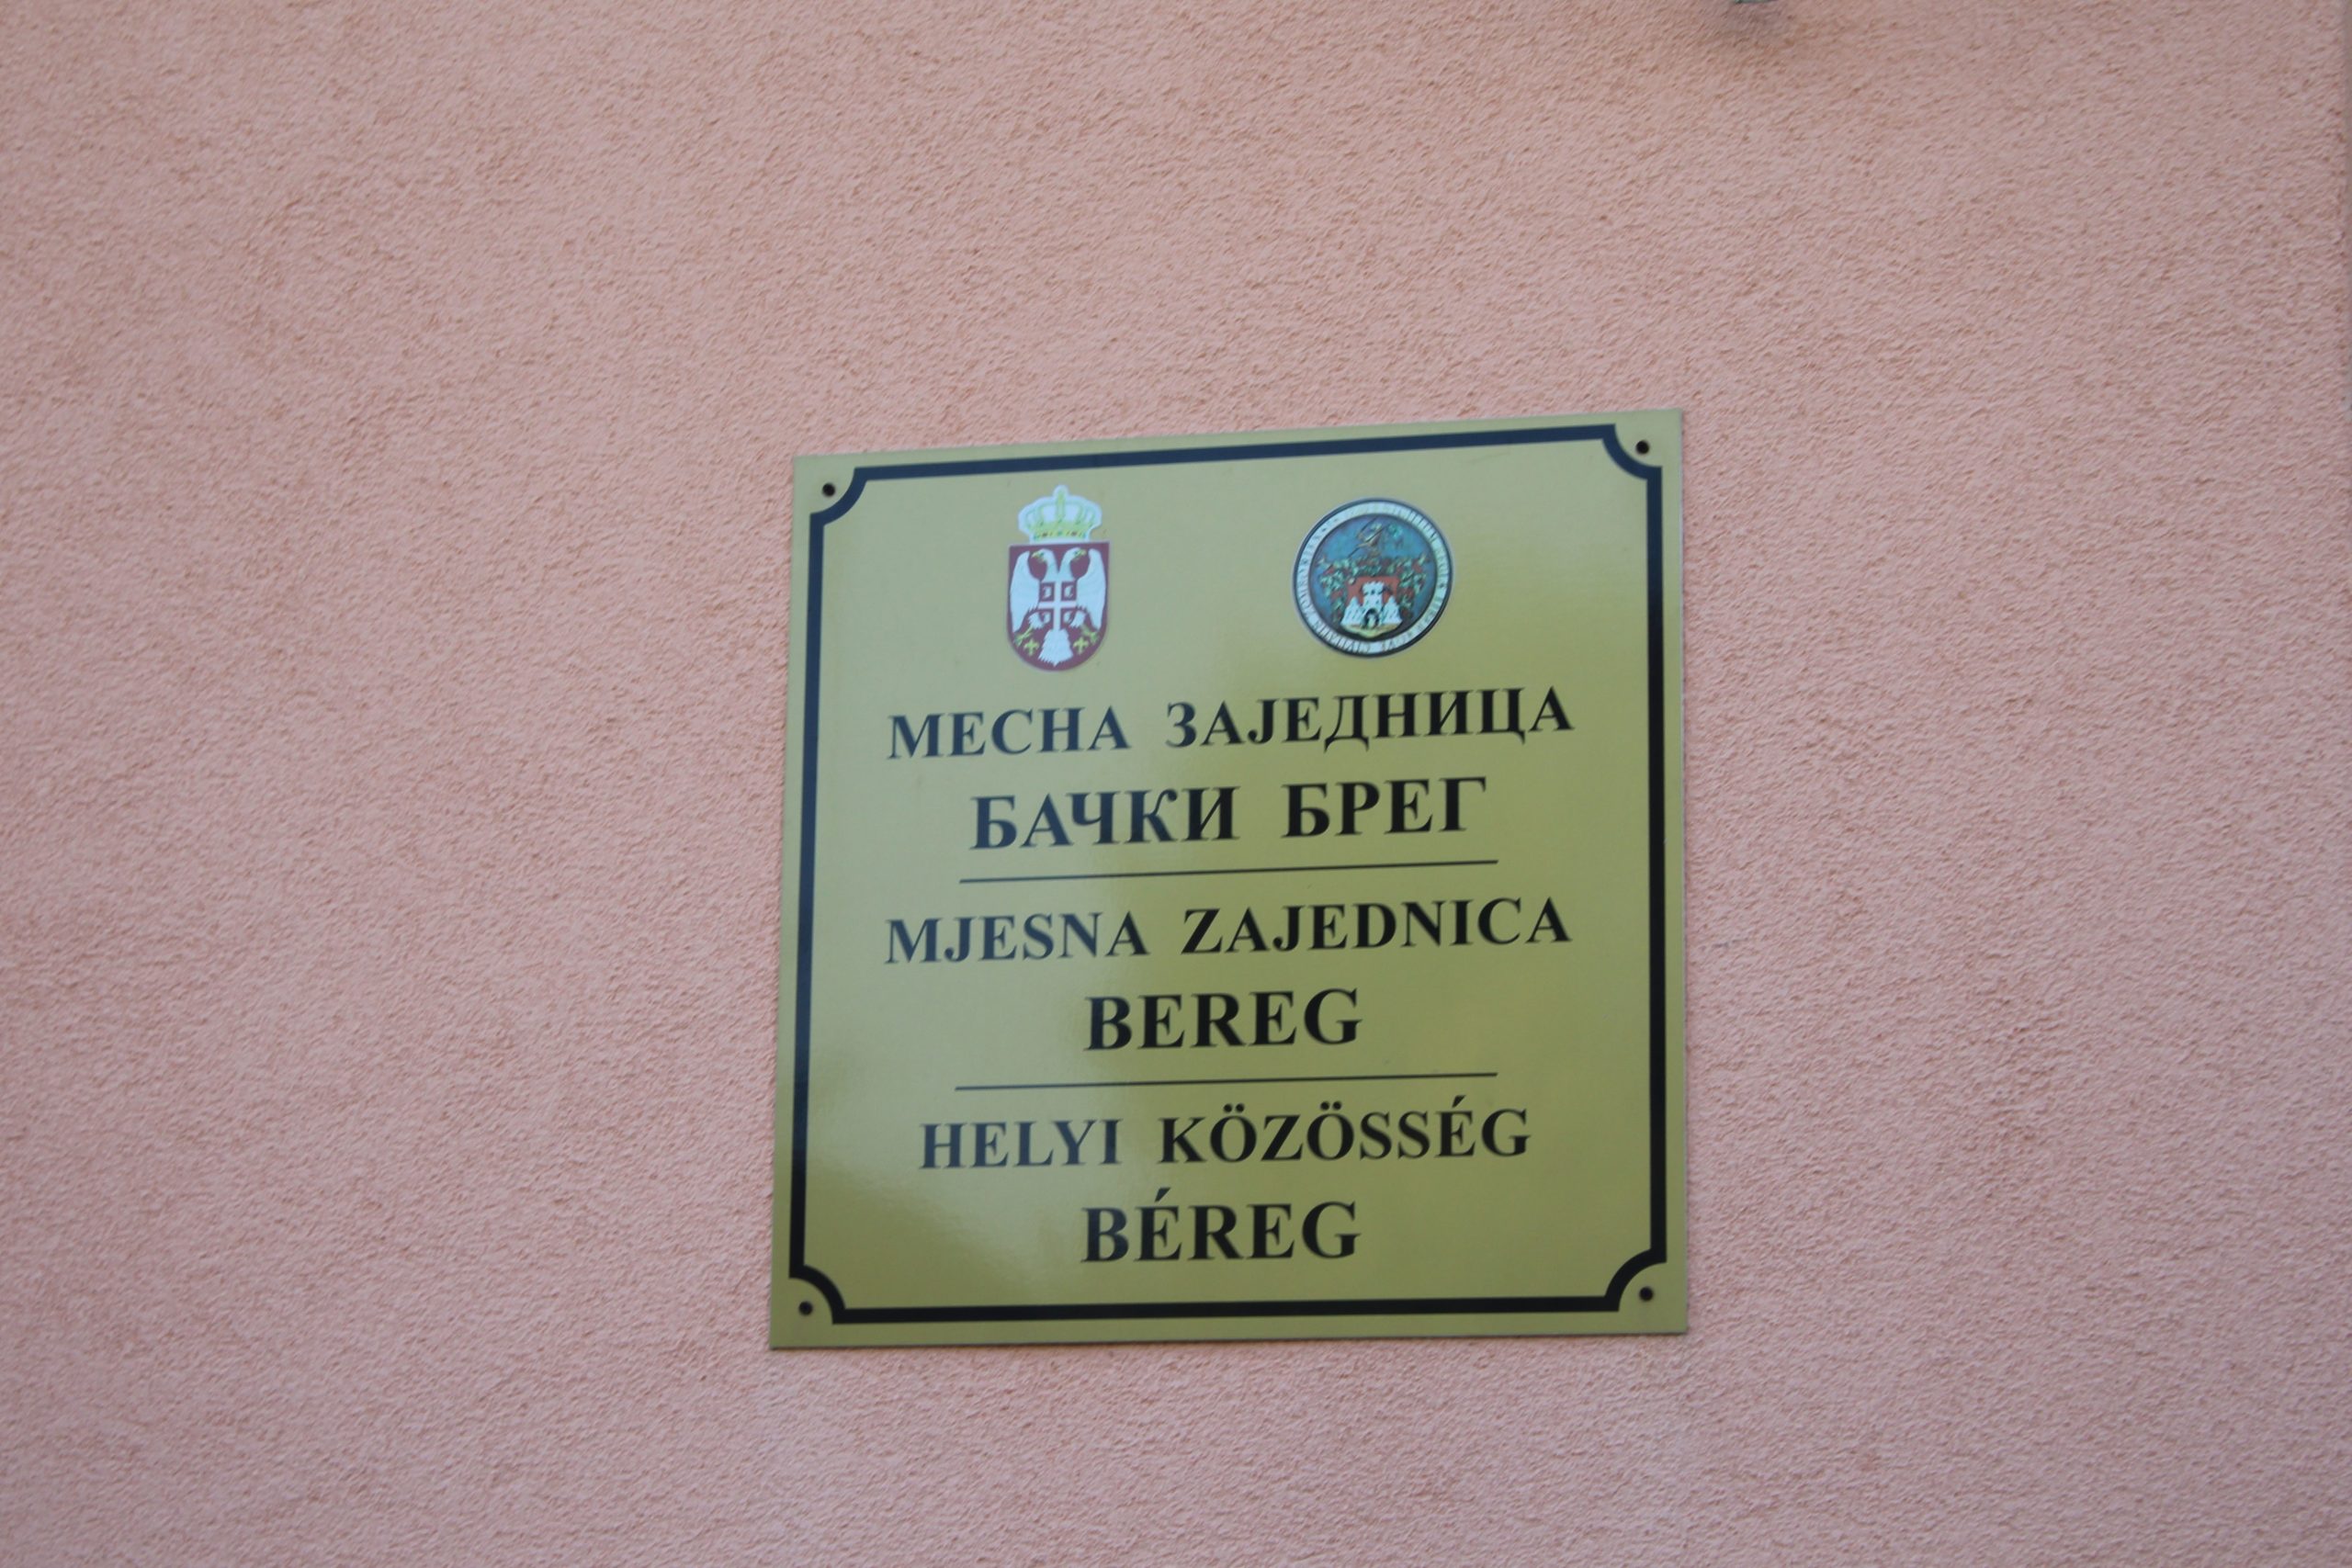 МЕСНА ЗАЈЕДНИЦА
БАЧКИ БРЕГ
MJESNA ZAJEDNICA
BEREG
HELYI KÖZÖSSÉG
BÉREG